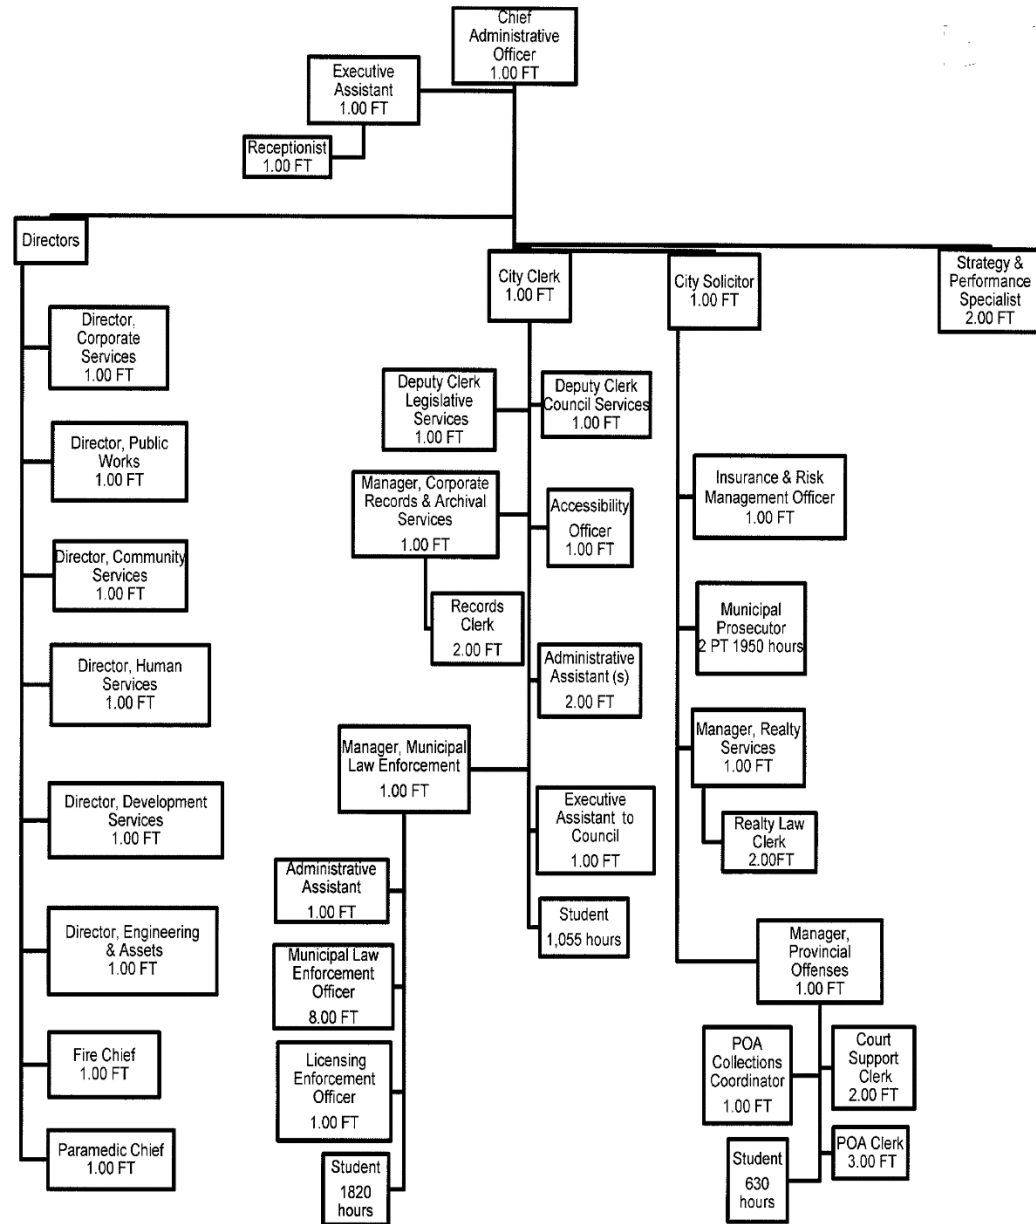 Chief
Administrative
Officer
1.00 FT
Executive
Assistant
1.00 FT
Receptionist
1.00 FT
Directors
City Clerk
1.00 FT
City Solicitor
1.00 FT
Strategy &
Performance
Specialist
2.00 FT
Director,
Corporate
Services
1.00 FT
Director, Public
Works
1.00 FT
Director, Community
Services
1.00 FT
Director, Human
Services
1.00 FT
Director, Development
Services
1.00 FT
Director, Engineering
& Assets
1.00 FT
Fire Chief
1.00 FT
Paramedic Chief
1.00 FT
Deputy Clerk
Legislative
Services
1.00 FT
Deputy Clerk
Council Services
1.00 FT
Manager, Corporate
Records & Archival
Services
1.00 FT
Accessibility
Officer
1.00 FT
Records
Clerk
2.00 FT
Administrative
Assistant (s)
2.00 FT
Manager, Municipal
Law Enforcement
1.00 FT
Executive
Assistant to
Council
1.00 FT
Student
1,055 hours
Administrative
Assistant
1.00 FT
Municipal Law
Enforcement
Officer
8.00 FT
Licensing
Enforcement
Officer
1.00 FT
Student
1820
hours
Insurance & Risk
Management Officer
1.00 FT
Municipal
Prosecutor
2 PT 1950 hours
Manager, Realty
Services
1.00 FT
Realty Law
Clerk
2.00FT
Manager,
Provincial
Offenses
1.00 FT
POA
Collections
Coordinator
1.00 FT
Court
Support
Clerk
2.00 FT
Student
630
hours
POA Clerk
3.00 FT